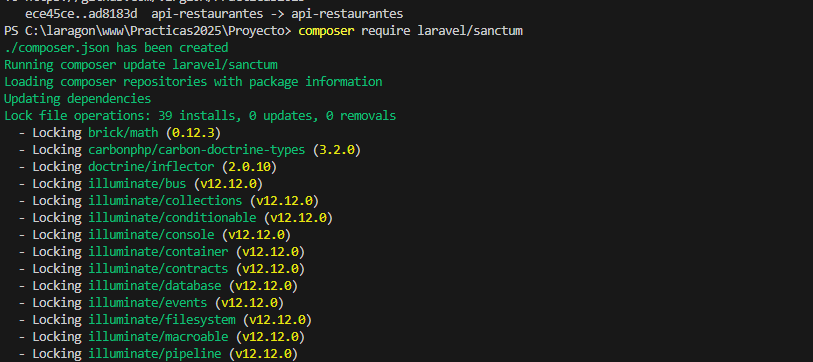 ece45ce..ad8183d  api-restaurantes -> api-restaurantes
PS C:\laragon\www\Practicas2025\Proyecto> composer require laravel/sanctum
./composer.json has been created
Running composer update laravel/sanctum
Loading composer repositories with package information
Updating dependencies
Lock file operations: 39 installs, 0 updates, 0 removals
- Locking brick/math (0.12.3)
- Locking carbonphp/carbon-doctrine-types (3.2.0)
- Locking doctrine/inflector (2.0.10)
- Locking illuminate/bus (v12.12.0)
- Locking illuminate/collections (v12.12.0)
- Locking illuminate/conditionable (v12.12.0)
- Locking illuminate/console (v12.12.0)
- Locking illuminate/container (v12.12.0)
- Locking illuminate/contracts (v12.12.0)
- Locking illuminate/database (v12.12.0)
- Locking illuminate/events (v12.12.0)
- Locking illuminate/filesystem (v12.12.0)
- Locking illuminate/macroable (v12.12.0)
- Locking illuminate/pipeline (v12.12.0)